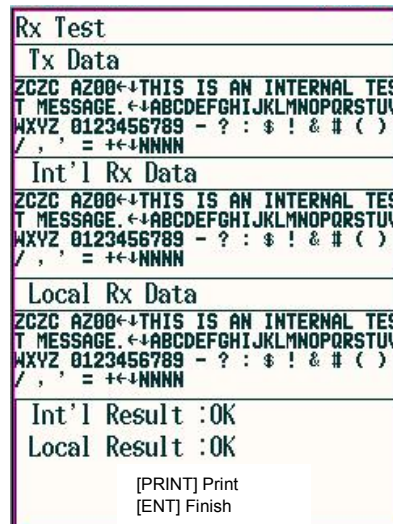 Rx Test
Tx Data
ZCZC AZ00←↓THIS IS AN INTERNAL TES
T MESSAGE.←↓ABCDEFGHIJKLMNOPQRSTUV
WXYZ 0123456789 - ? : $ ! & # ( )
/ , ' = +←↓NNNN
Int'l Rx Data
ZCZC AZ00←↓THIS IS AN INTERNAL TES
T MESSAGE.←↓ABCDEFGHIJKLMNOPQRSTUV
WXYZ 0123456789 - ? : $ ! & # ( )
/ , ' = +←↓NNNN
Local Rx Data
ZCZC AZ00←↓THIS IS AN INTERNAL TES
T MESSAGE.←↓ABCDEFGHIJKLMNOPQRSTUV
WXYZ 0123456789 - ? : $ ! & # ( )
/ , ' = +←↓NNNN
Int'l Result :OK
Local Result :OK
[PRINT] Print
[ENT] Finish